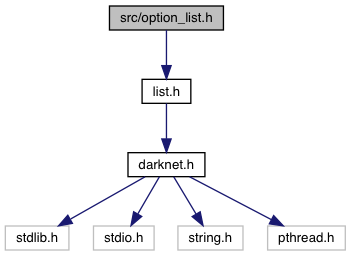 src/option_list.h
list.h
darknet.h
stdlib.h
stdio.h
string.h
pthread.h